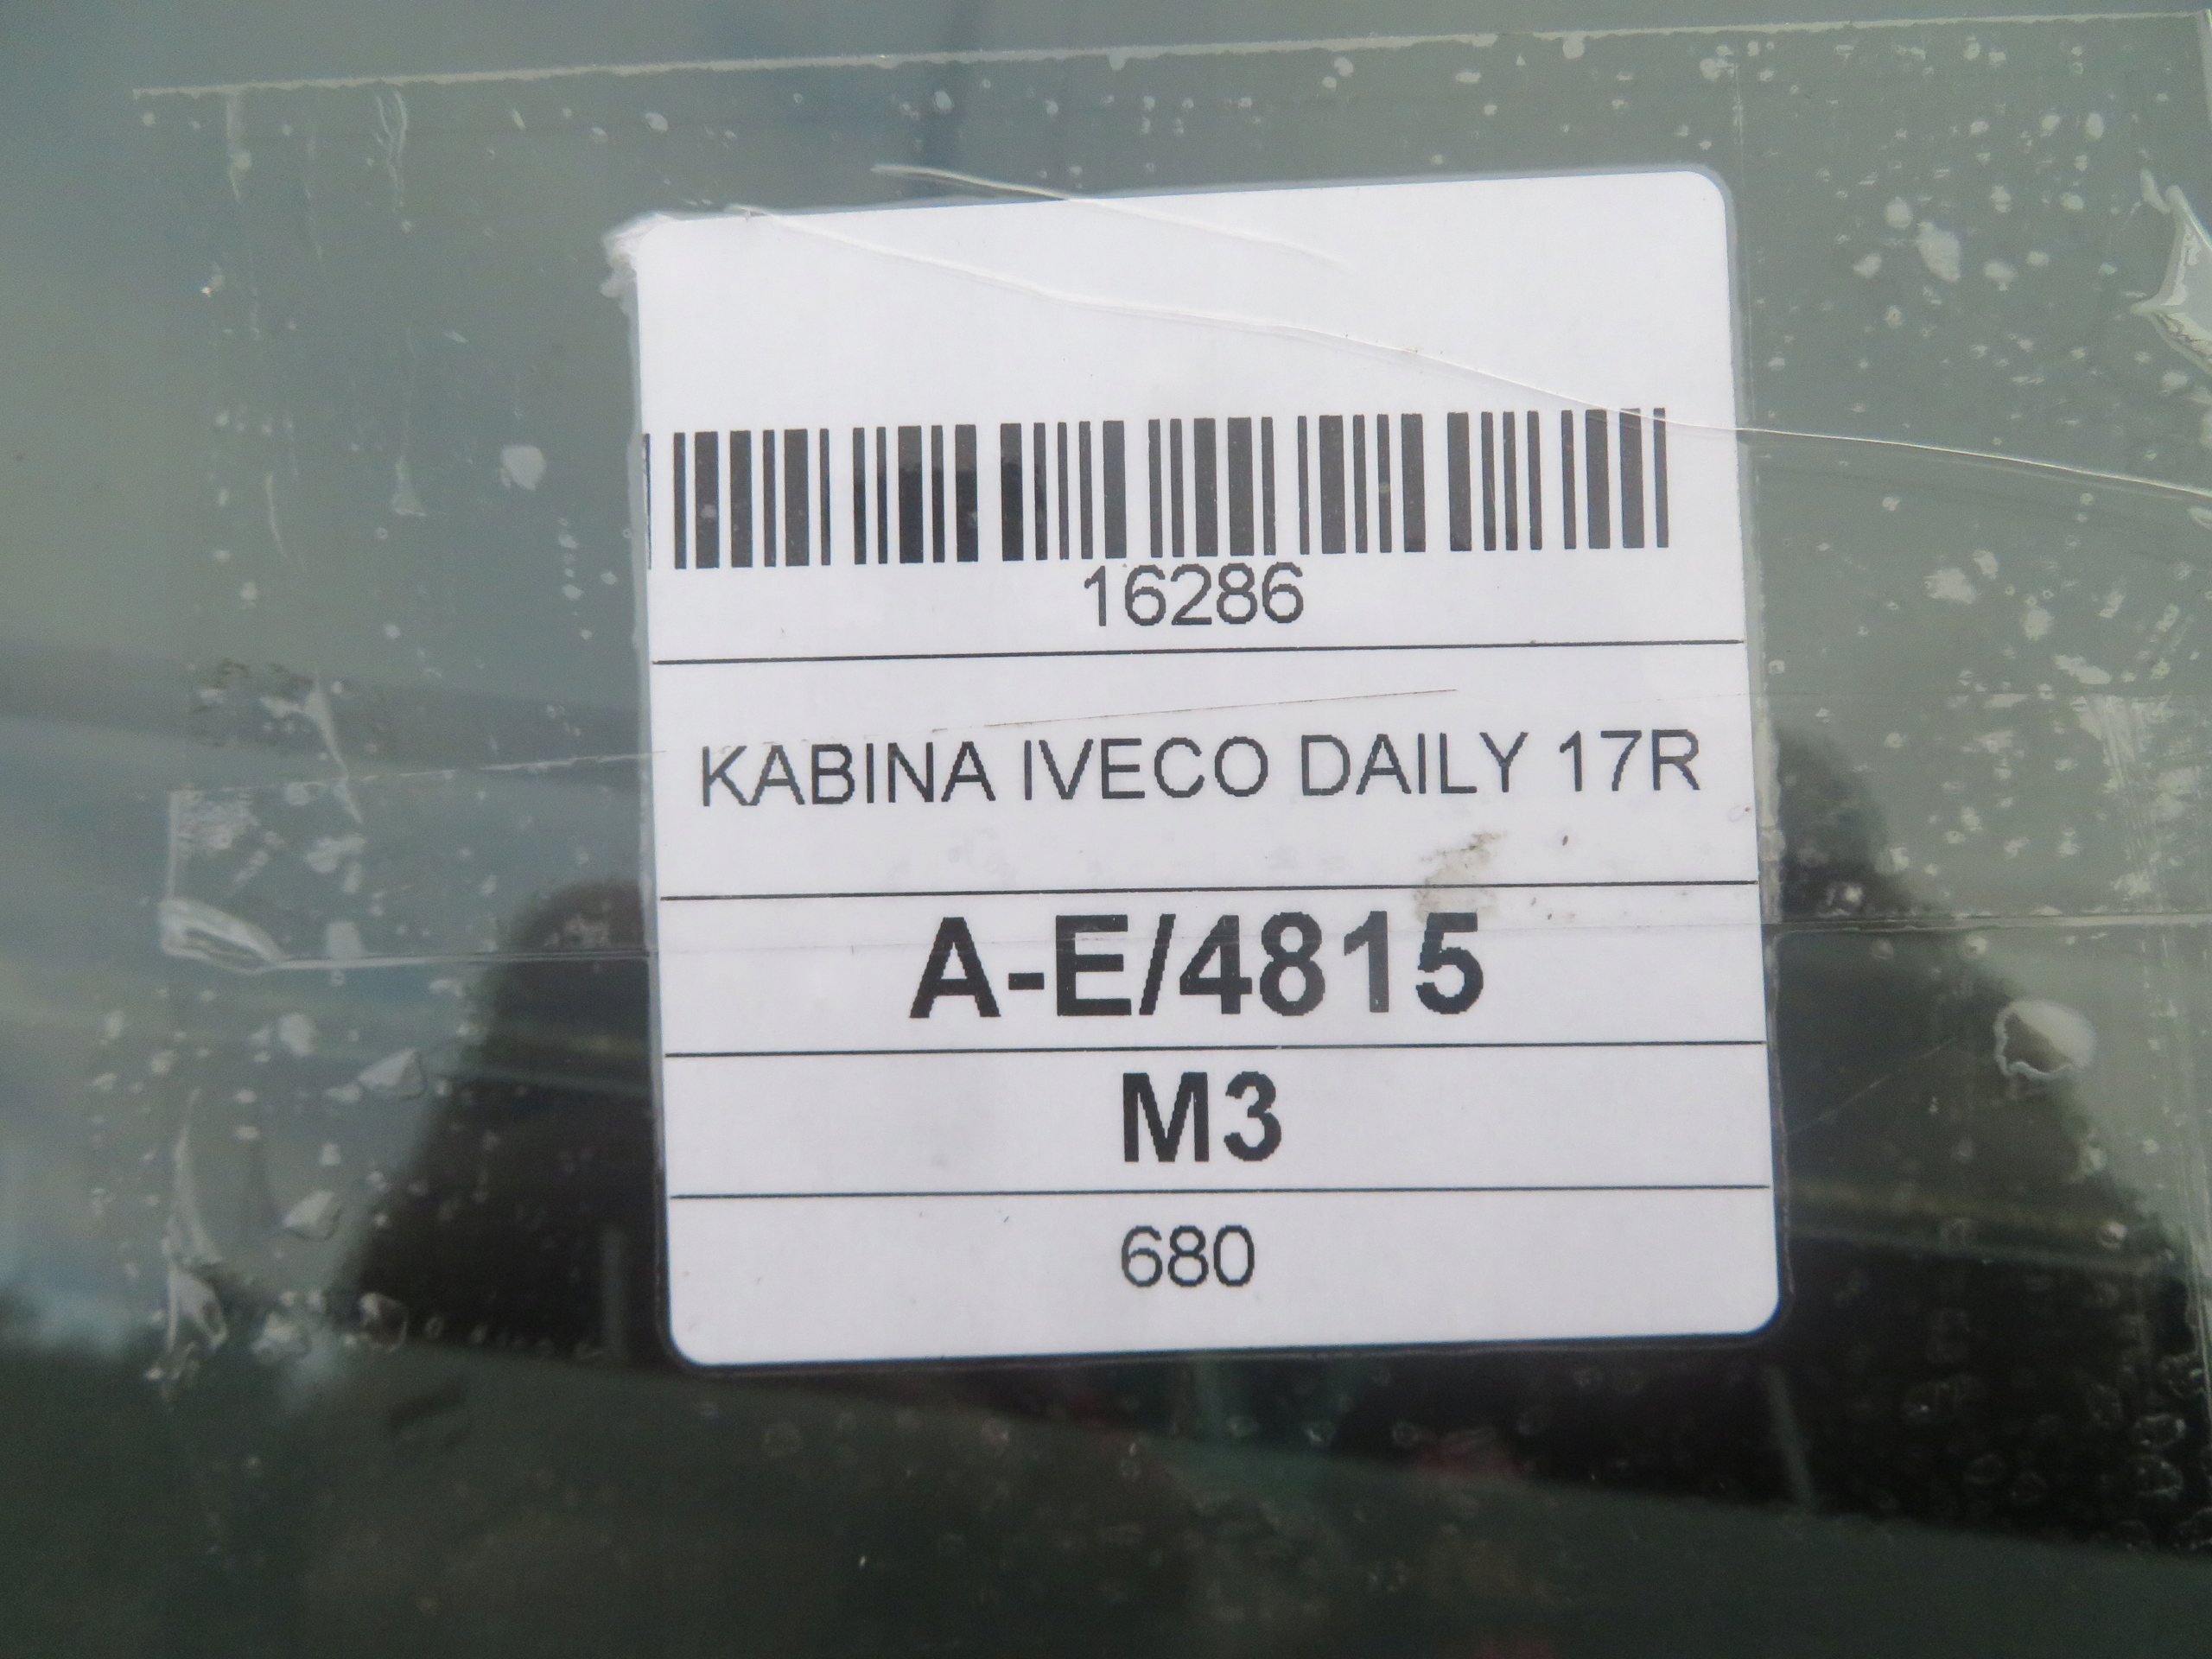 16286
KABINA IVECO DAILY 17R
A-E/4815
M3
680